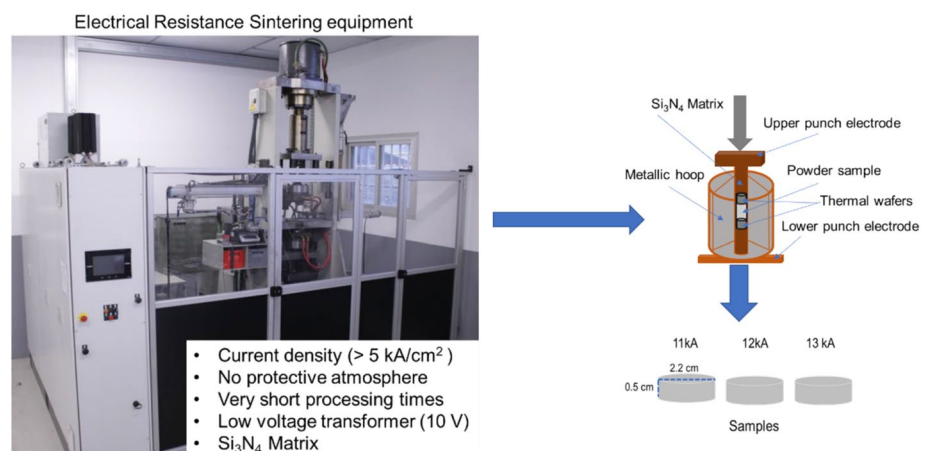 Electrical Resistance Sintering equipment
• Current density (> 5 kA/cm²)
• No protective atmosphere
• Very short processing times
• Low voltage transformer (10 V)
• Si₃N₄ Matrix
Si₃N₄ Matrix
Upper punch electrode
Metallic hoop
Powder sample
Thermal wafers
Lower punch electrode
11kA 12kA 13 kA
2.2 cm
0.5 cm
Samples